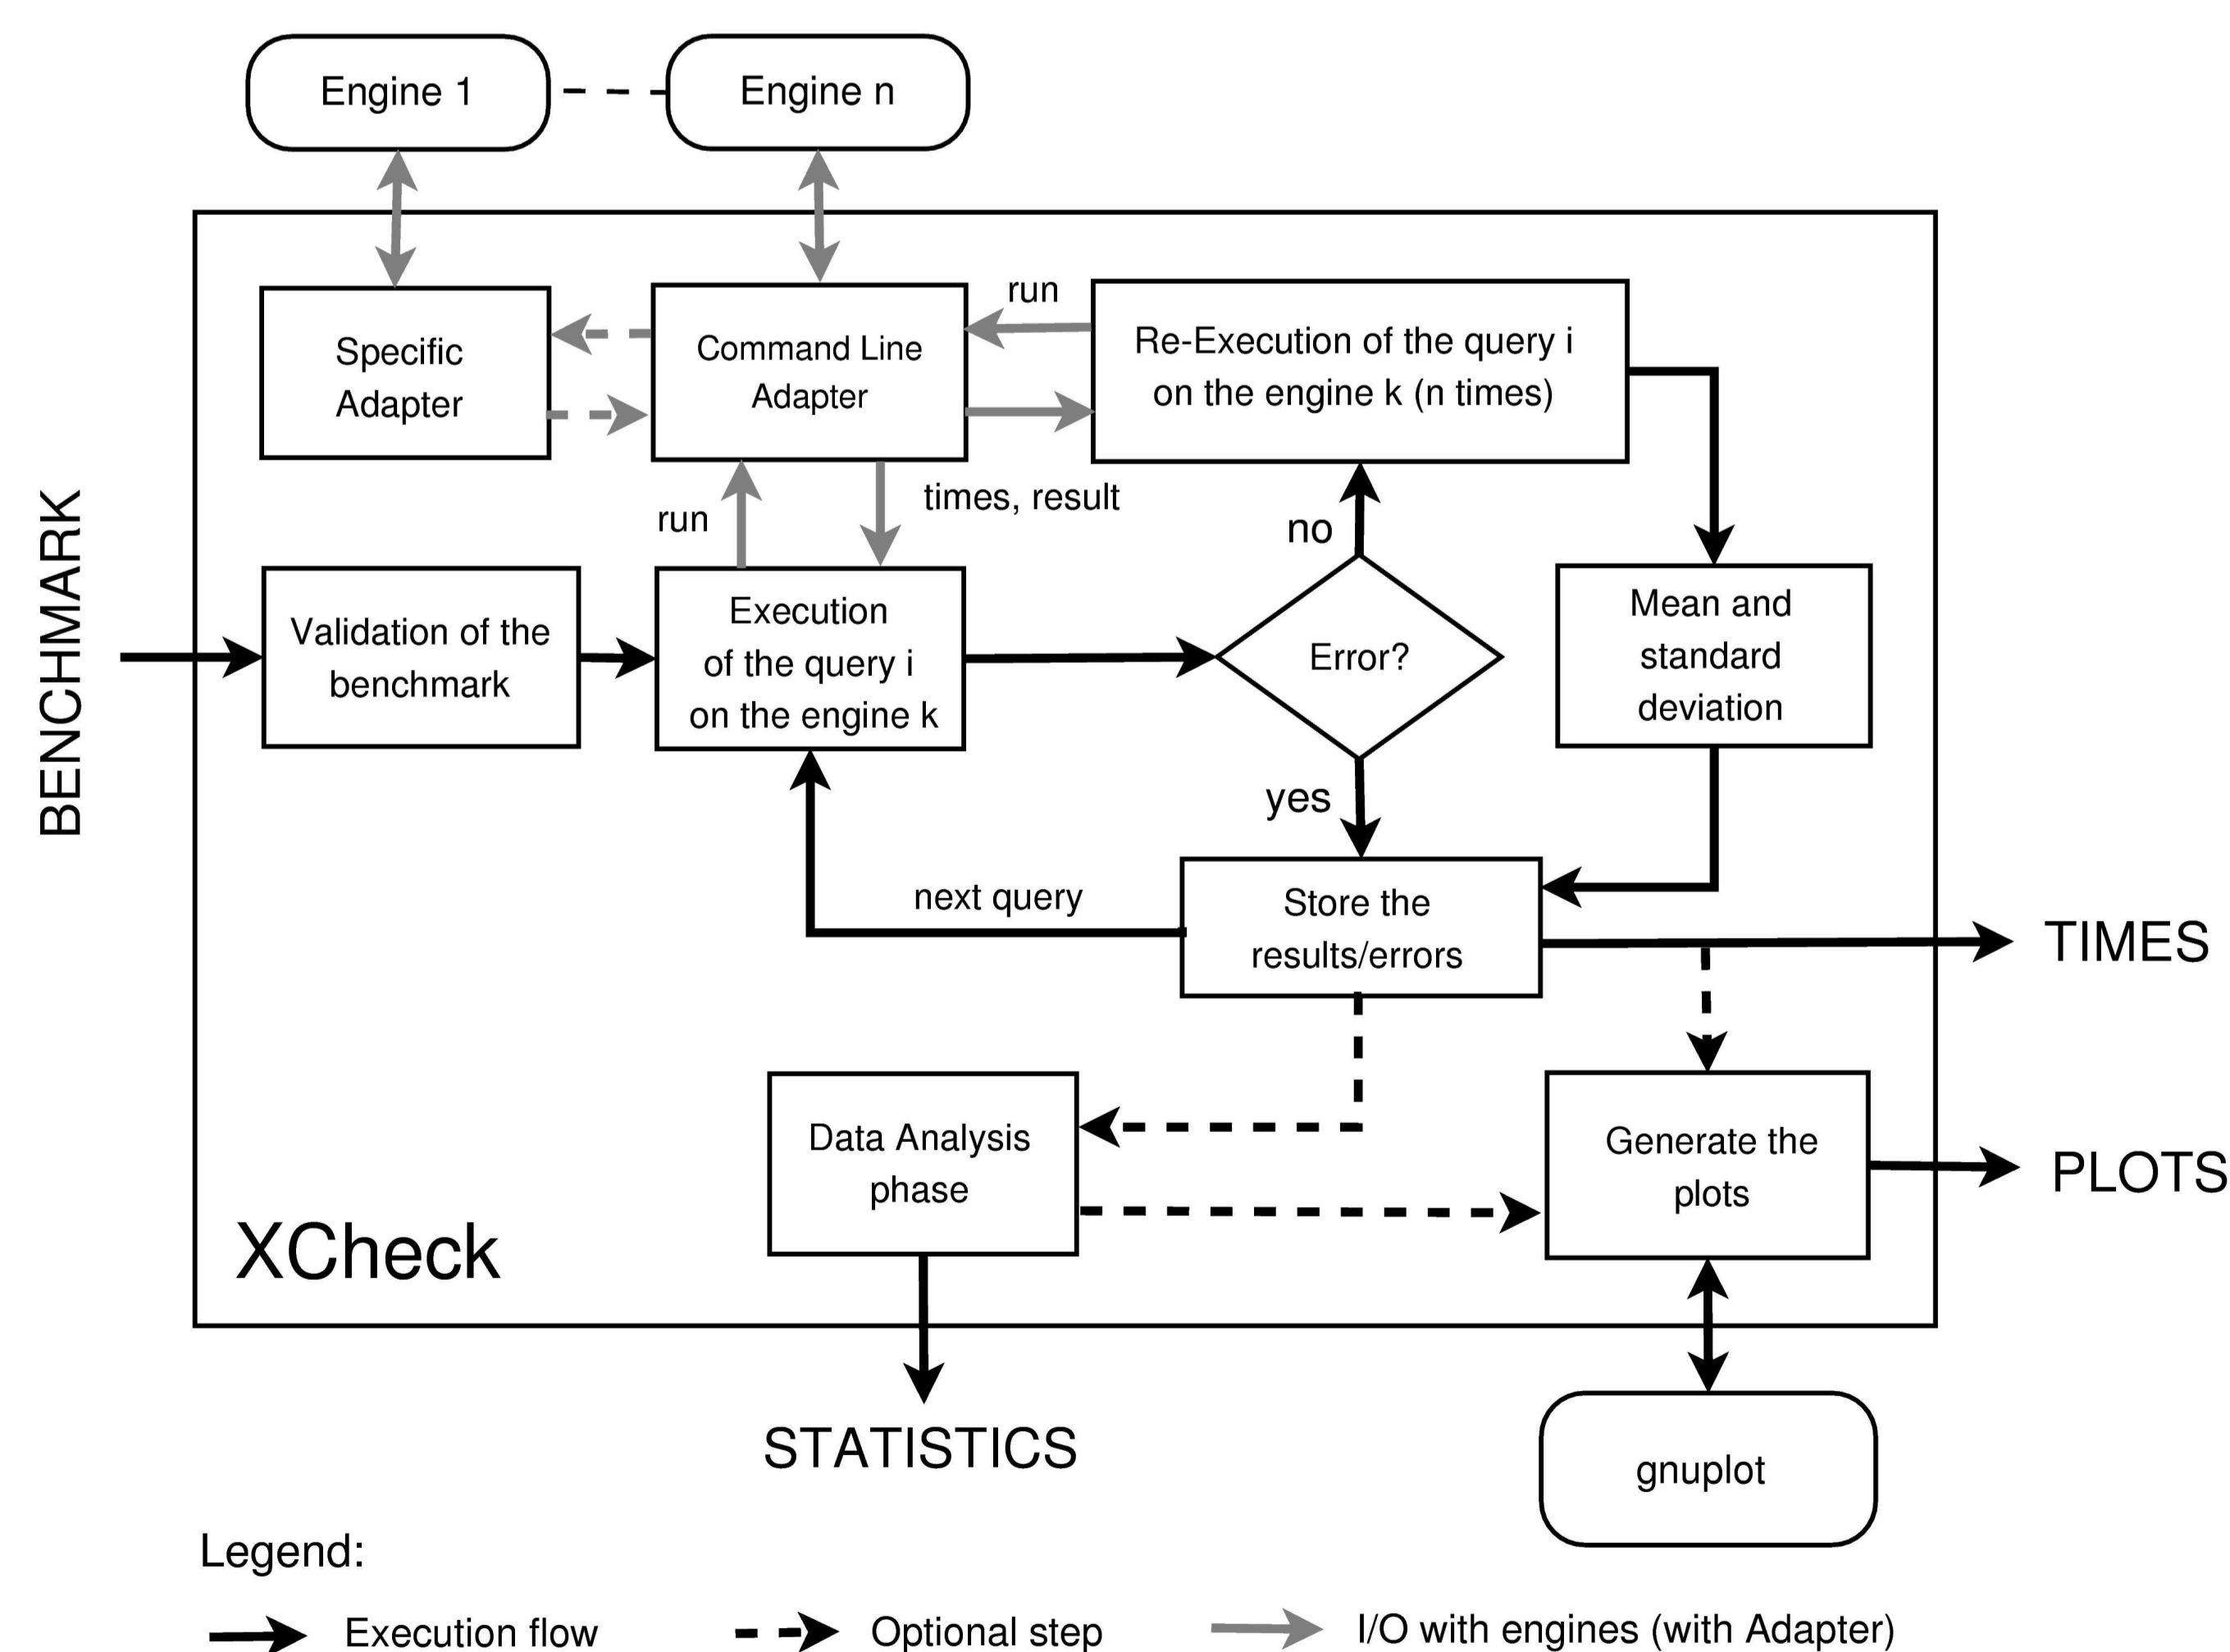 Engine 1
Engine n
Specific
Adapter
Command Line
Adapter
run
Re-Execution of the query i
on the engine k (n times)
run
times, result
no
BENCHMARK
Validation of the
benchmark
Execution
of the query i
on the engine k
Error?
Mean and
standard
deviation
yes
next query
Store the
results/errors
TIMES
Data Analysis
phase
Generate the
plots
PLOTS
XCheck
STATISTICS
gnuplot
Legend:
Execution flow
Optional step
I/O with engines (with Adapter)